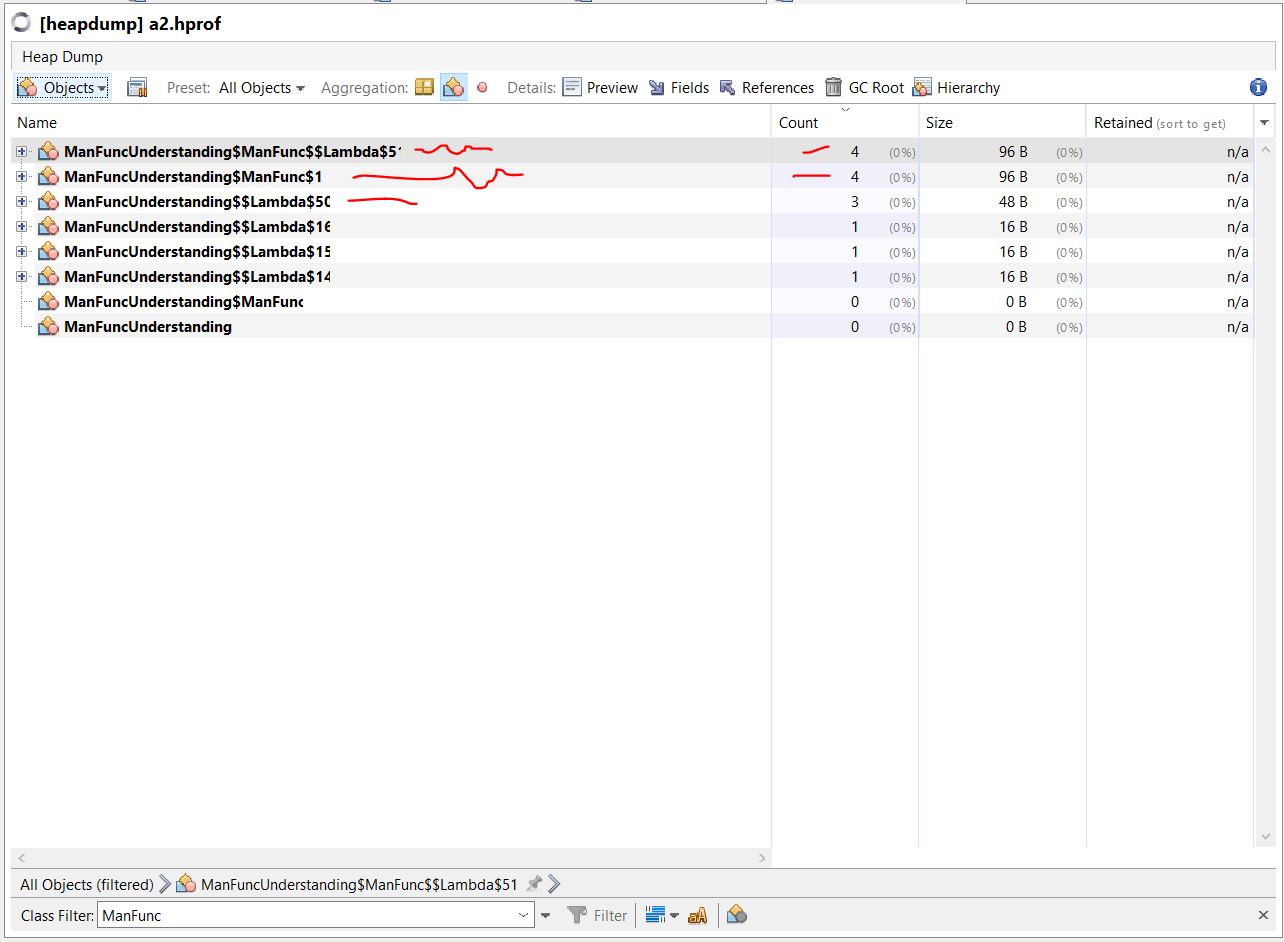 [heapdump] a2.hprof
Heap Dump
Objects Preset: All Objects Aggregation: Details: Preview Fields References GC Root Hierarchy
Name Count Size Retained (sort to get)
ManFuncUnderstanding$ManFunc$$Lambda$51 4 (0%) 96 B (0%) n/a
ManFuncUnderstanding$ManFunc$1 4 (0%) 96 B (0%) n/a
ManFuncUnderstanding$$Lambda$50 3 (0%) 48 B (0%) n/a
ManFuncUnderstanding$$Lambda$16 1 (0%) 16 B (0%) n/a
ManFuncUnderstanding$$Lambda$15 1 (0%) 16 B (0%) n/a
ManFuncUnderstanding$$Lambda$14 1 (0%) 16 B (0%) n/a
ManFuncUnderstanding$ManFunc 0 (0%) 0 B (0%) n/a
ManFuncUnderstanding 0 (0%) 0 B (0%) n/a
All Objects (filtered) ManFuncUnderstanding$ManFunc$$Lambda$51
Class Filter: ManFunc Filter aA